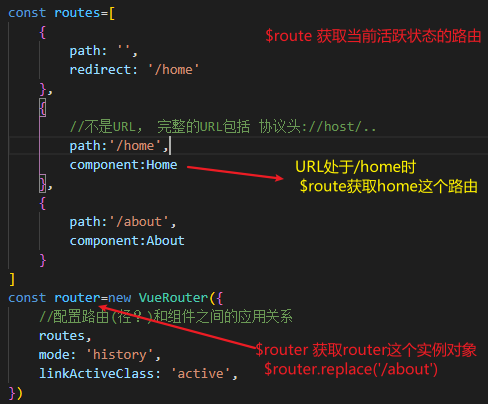 const routes=[
{
$route 获取当前活跃状态的路由
path: '',
redirect: '/home'
},
{
//不是URL， 完整的URL包括 协议头://host/..
path:'/home',
component:Home
URL处于/home时
$route获取home这个路由
},
{
path:'/about',
component:About
}
]
const router=new VueRouter({
//配置路由(径？)和组件之间的应用关系
routes,
$router 获取router这个实例对象
mode: 'history',
$router.replace('/about')
linkActiveClass: 'active',
})